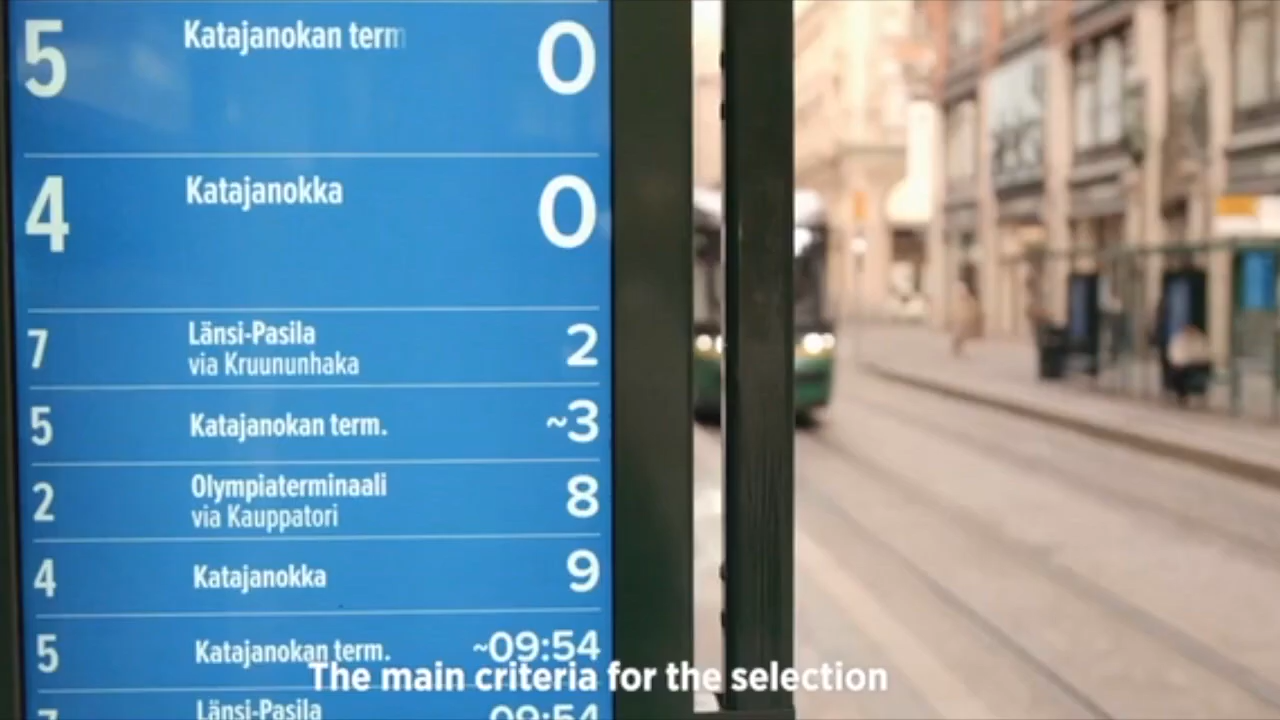 5 Katajanokan term 0
4 Katajanokka 0
7 Länsi-Pasila 2
via Kruununhaka
5 Katajanokan term. ~3
2 Olympiaterminaali 8
via Kauppatori
4 Katajanokka 9
5 Katajanokan term. ~09:54
The main criteria for the selection
7 Länsi-Pasila 09:54